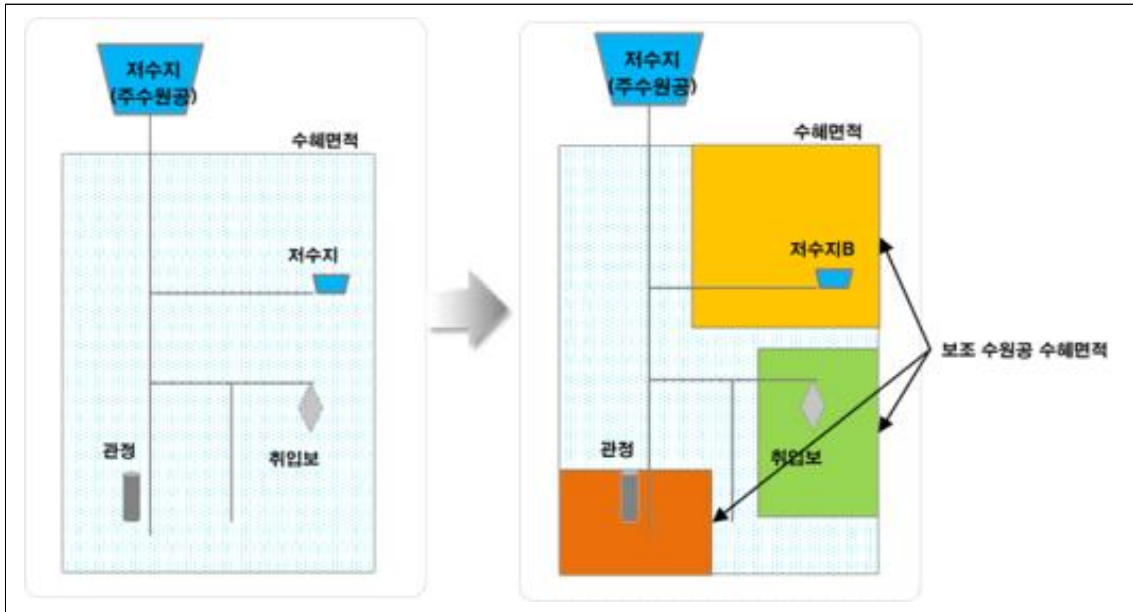 저수지
(주수원공)
수혜면적
저수지
관정
취입보
저수지
(주수원공)
수혜면적
저수지B
보조 수원공 수혜면적
관정
취입보